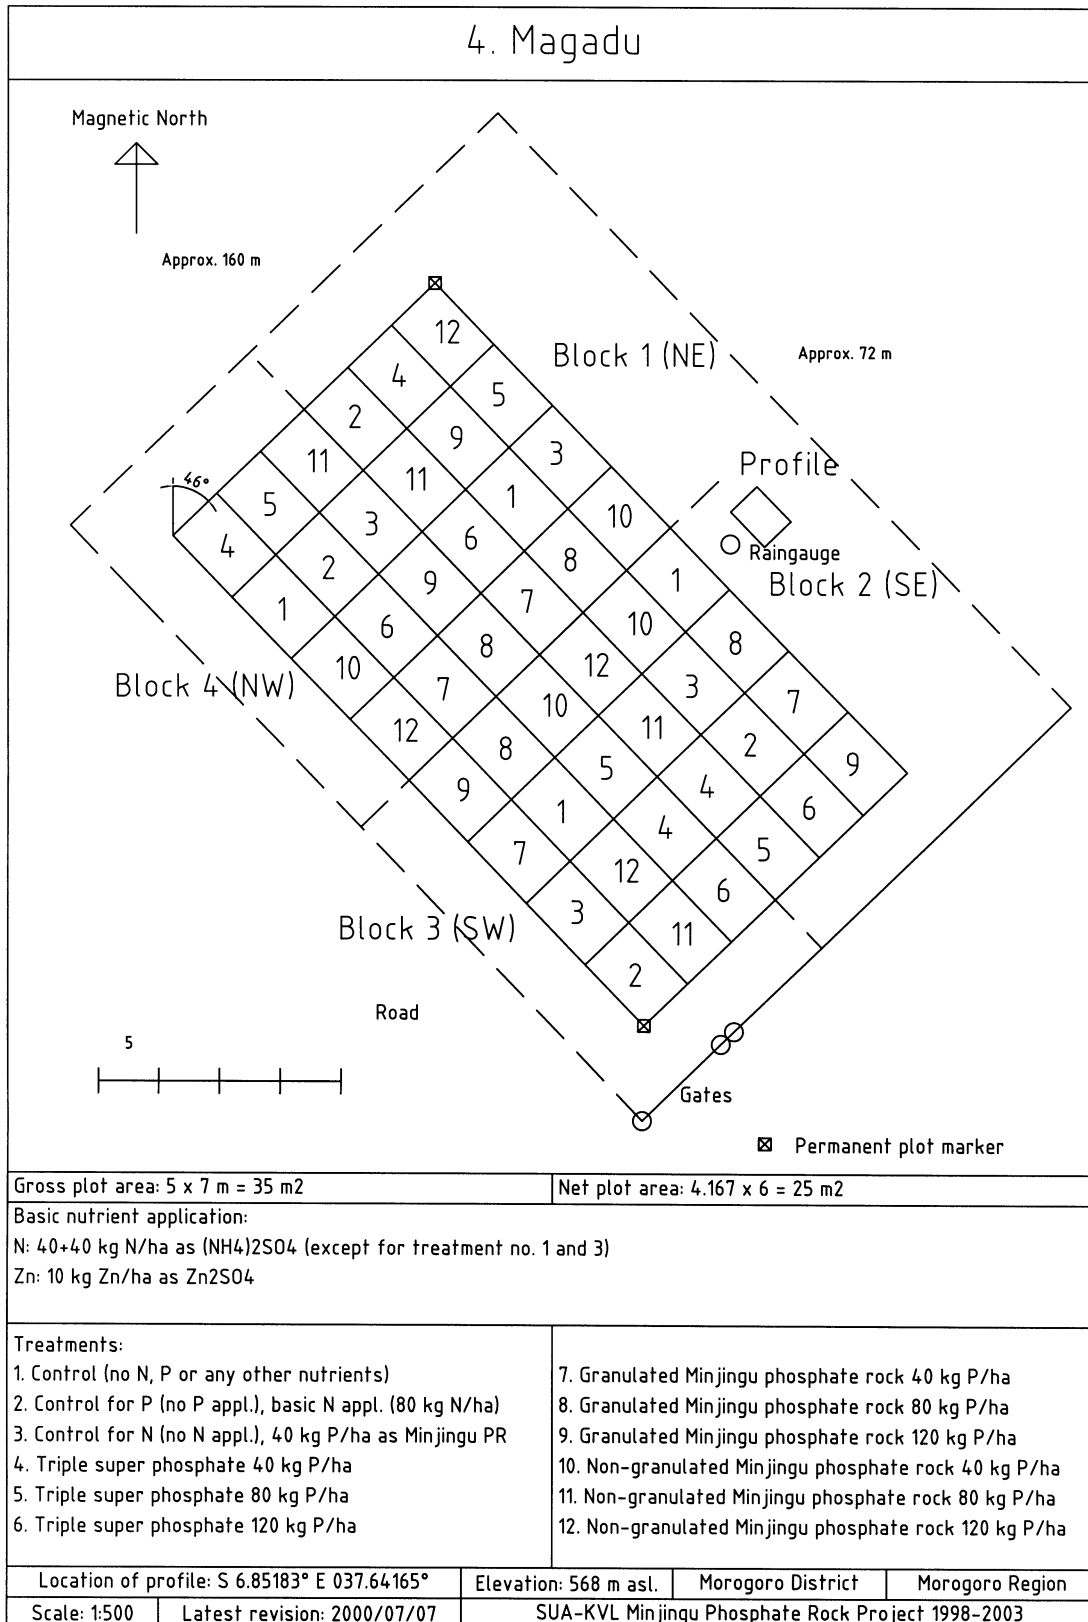 4. Magadu
Magnetic North
Approx. 160 m
Block 1 (NE)
Approx. 72 m
12
4 5
2 9 3
11 11 1 10
5 3 6 8 1
4 2 9 7 10 8
1 6 8 12 3 7
10 7 10 11 2 9
12 8 5 4 6
9 1 4 5
7 12 6
3 11
2
46°
Profile
Raingauge
Block 2 (SE)
Block 4 (NW)
Block 3 (SW)
Road
5
Gates
Permanent plot marker
Gross plot area: 5 x 7 m = 35 m2
Net plot area: 4.167 x 6 = 25 m2
Basic nutrient application:
N: 40+40 kg N/ha as (NH4)2SO4 (except for treatment no. 1 and 3)
Zn: 10 kg Zn/ha as Zn2SO4
Treatments:
1. Control (no N, P or any other nutrients)
2. Control for P (no P appl.), basic N appl. (80 kg N/ha)
3. Control for N (no N appl.), 40 kg P/ha as Minjingu PR
4. Triple super phosphate 40 kg P/ha
5. Triple super phosphate 80 kg P/ha
6. Triple super phosphate 120 kg P/ha
7. Granulated Minjingu phosphate rock 40 kg P/ha
8. Granulated Minjingu phosphate rock 80 kg P/ha
9. Granulated Minjingu phosphate rock 120 kg P/ha
10. Non-granulated Minjingu phosphate rock 40 kg P/ha
11. Non-granulated Minjingu phosphate rock 80 kg P/ha
12. Non-granulated Minjingu phosphate rock 120 kg P/ha
Location of profile: S 6.85183° E 037.64165°
Elevation: 568 m asl.
Morogoro District
Morogoro Region
Scale: 1:500
Latest revision: 2000/07/07
SUA-KVL Minjingu Phosphate Rock Project 1998-2003